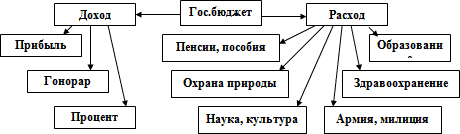 Гос.бюджет
Доход
Расход
Прибыль
Гонорар
Процент
Пенсии, пособия
Охрана природы
Наука, культура
Образовани
Здравоохранение
Армия, милиция